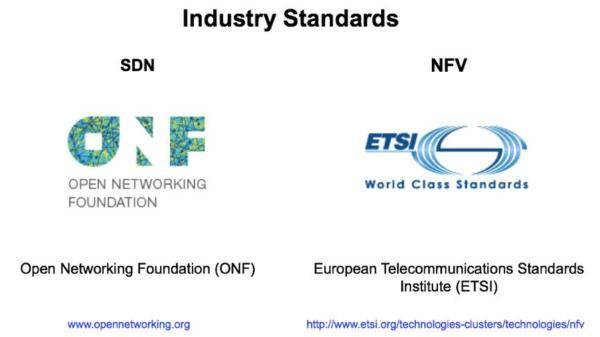 Industry Standards
SDN
NFV
ONF
OPEN NETWORKING
FOUNDATION
ETSI
World Class Standards
Open Networking Foundation (ONF)
European Telecommunications Standards
Institute (ETSI)
www.opennetworking.org
http://www.etsi.org/technologies-clusters/technologies/nfv